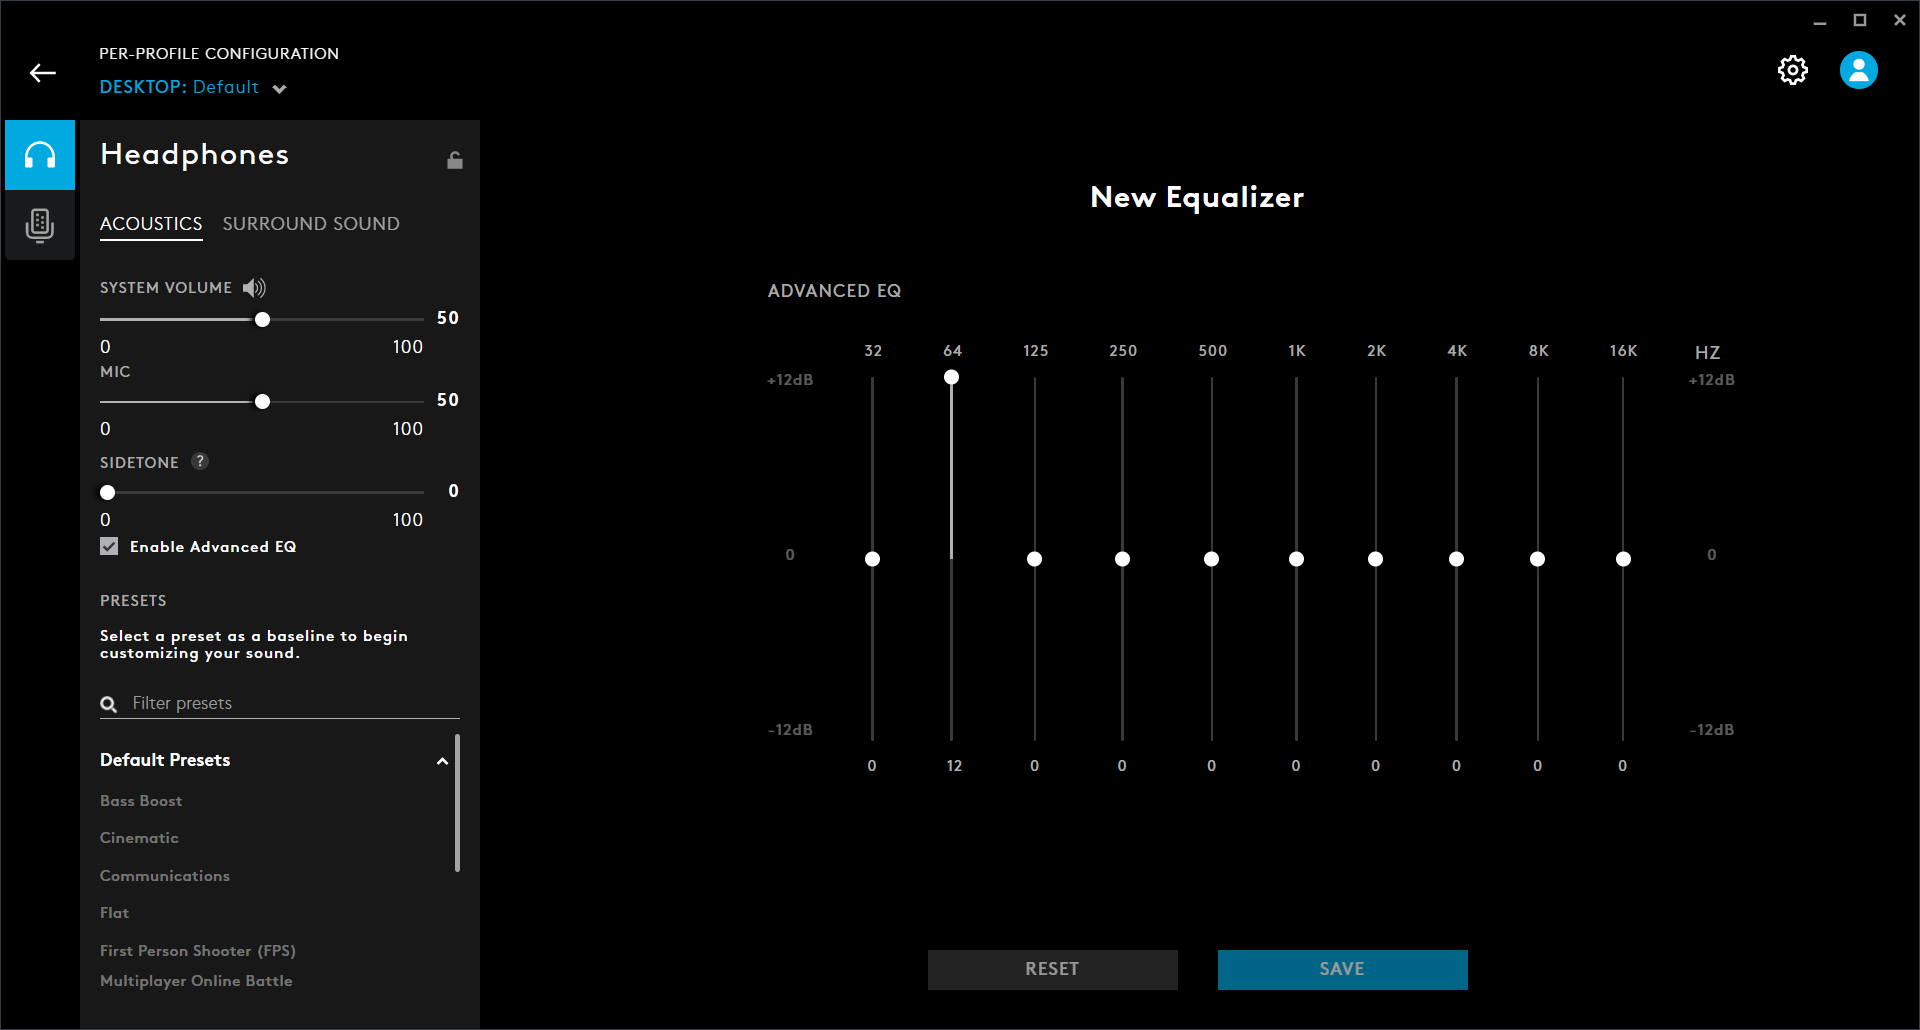 PER-PROFILE CONFIGURATION
DESKTOP: Default
Headphones
ACOUSTICS SURROUND SOUND
SYSTEM VOLUME
50
0 100
MIC
50
0 100
SIDETONE ?
0
0 100
Enable Advanced EQ
PRESETS
Select a preset as a baseline to begin
customizing your sound.
Filter presets
Default Presets
Bass Boost
Cinematic
Communications
Flat
First Person Shooter (FPS)
Multiplayer Online Battle
New Equalizer
ADVANCED EQ
32 64 125 250 500 1K 2K 4K 8K 16K HZ
+12dB +12dB
0 0
-12dB -12dB
0 12 0 0 0 0 0 0 0 0
RESET SAVE